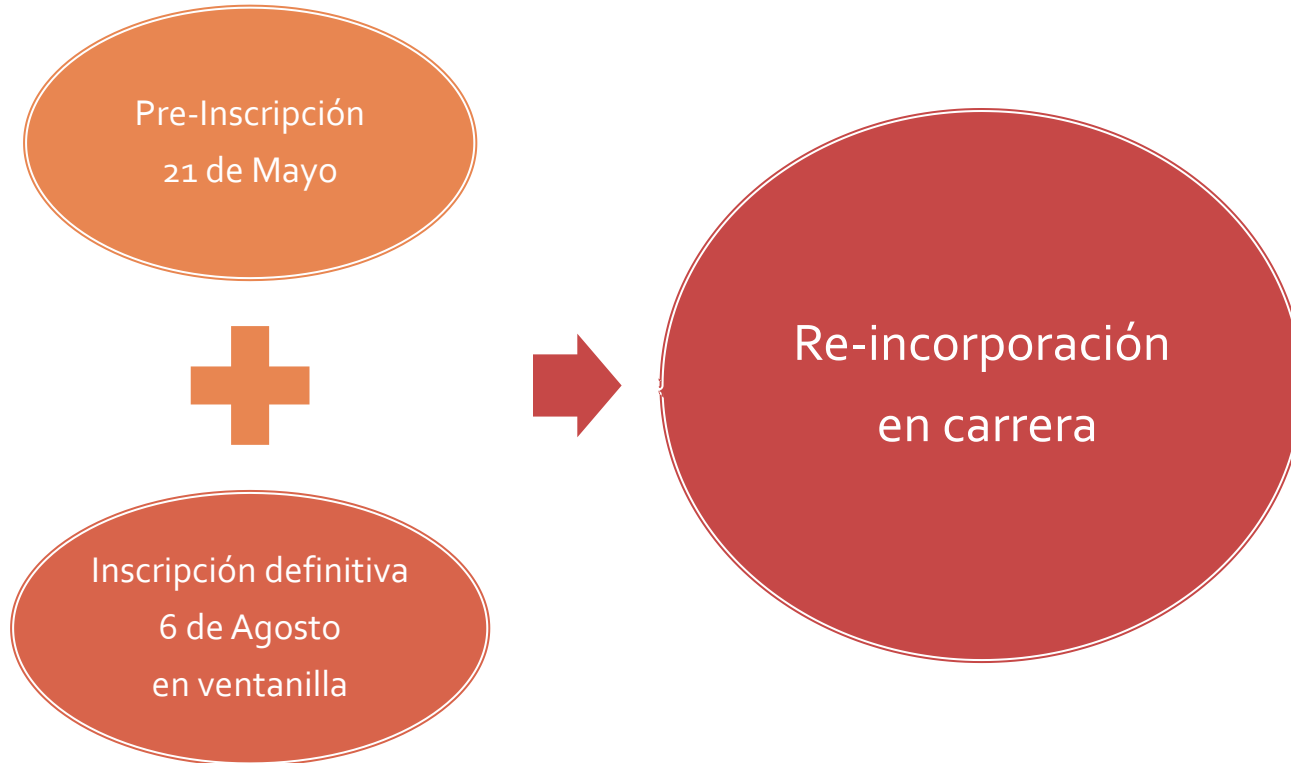 Pre-Inscripción
21 de Mayo
Inscripción definitiva
6 de Agosto
en ventanilla
Re-incorporación
en carrera